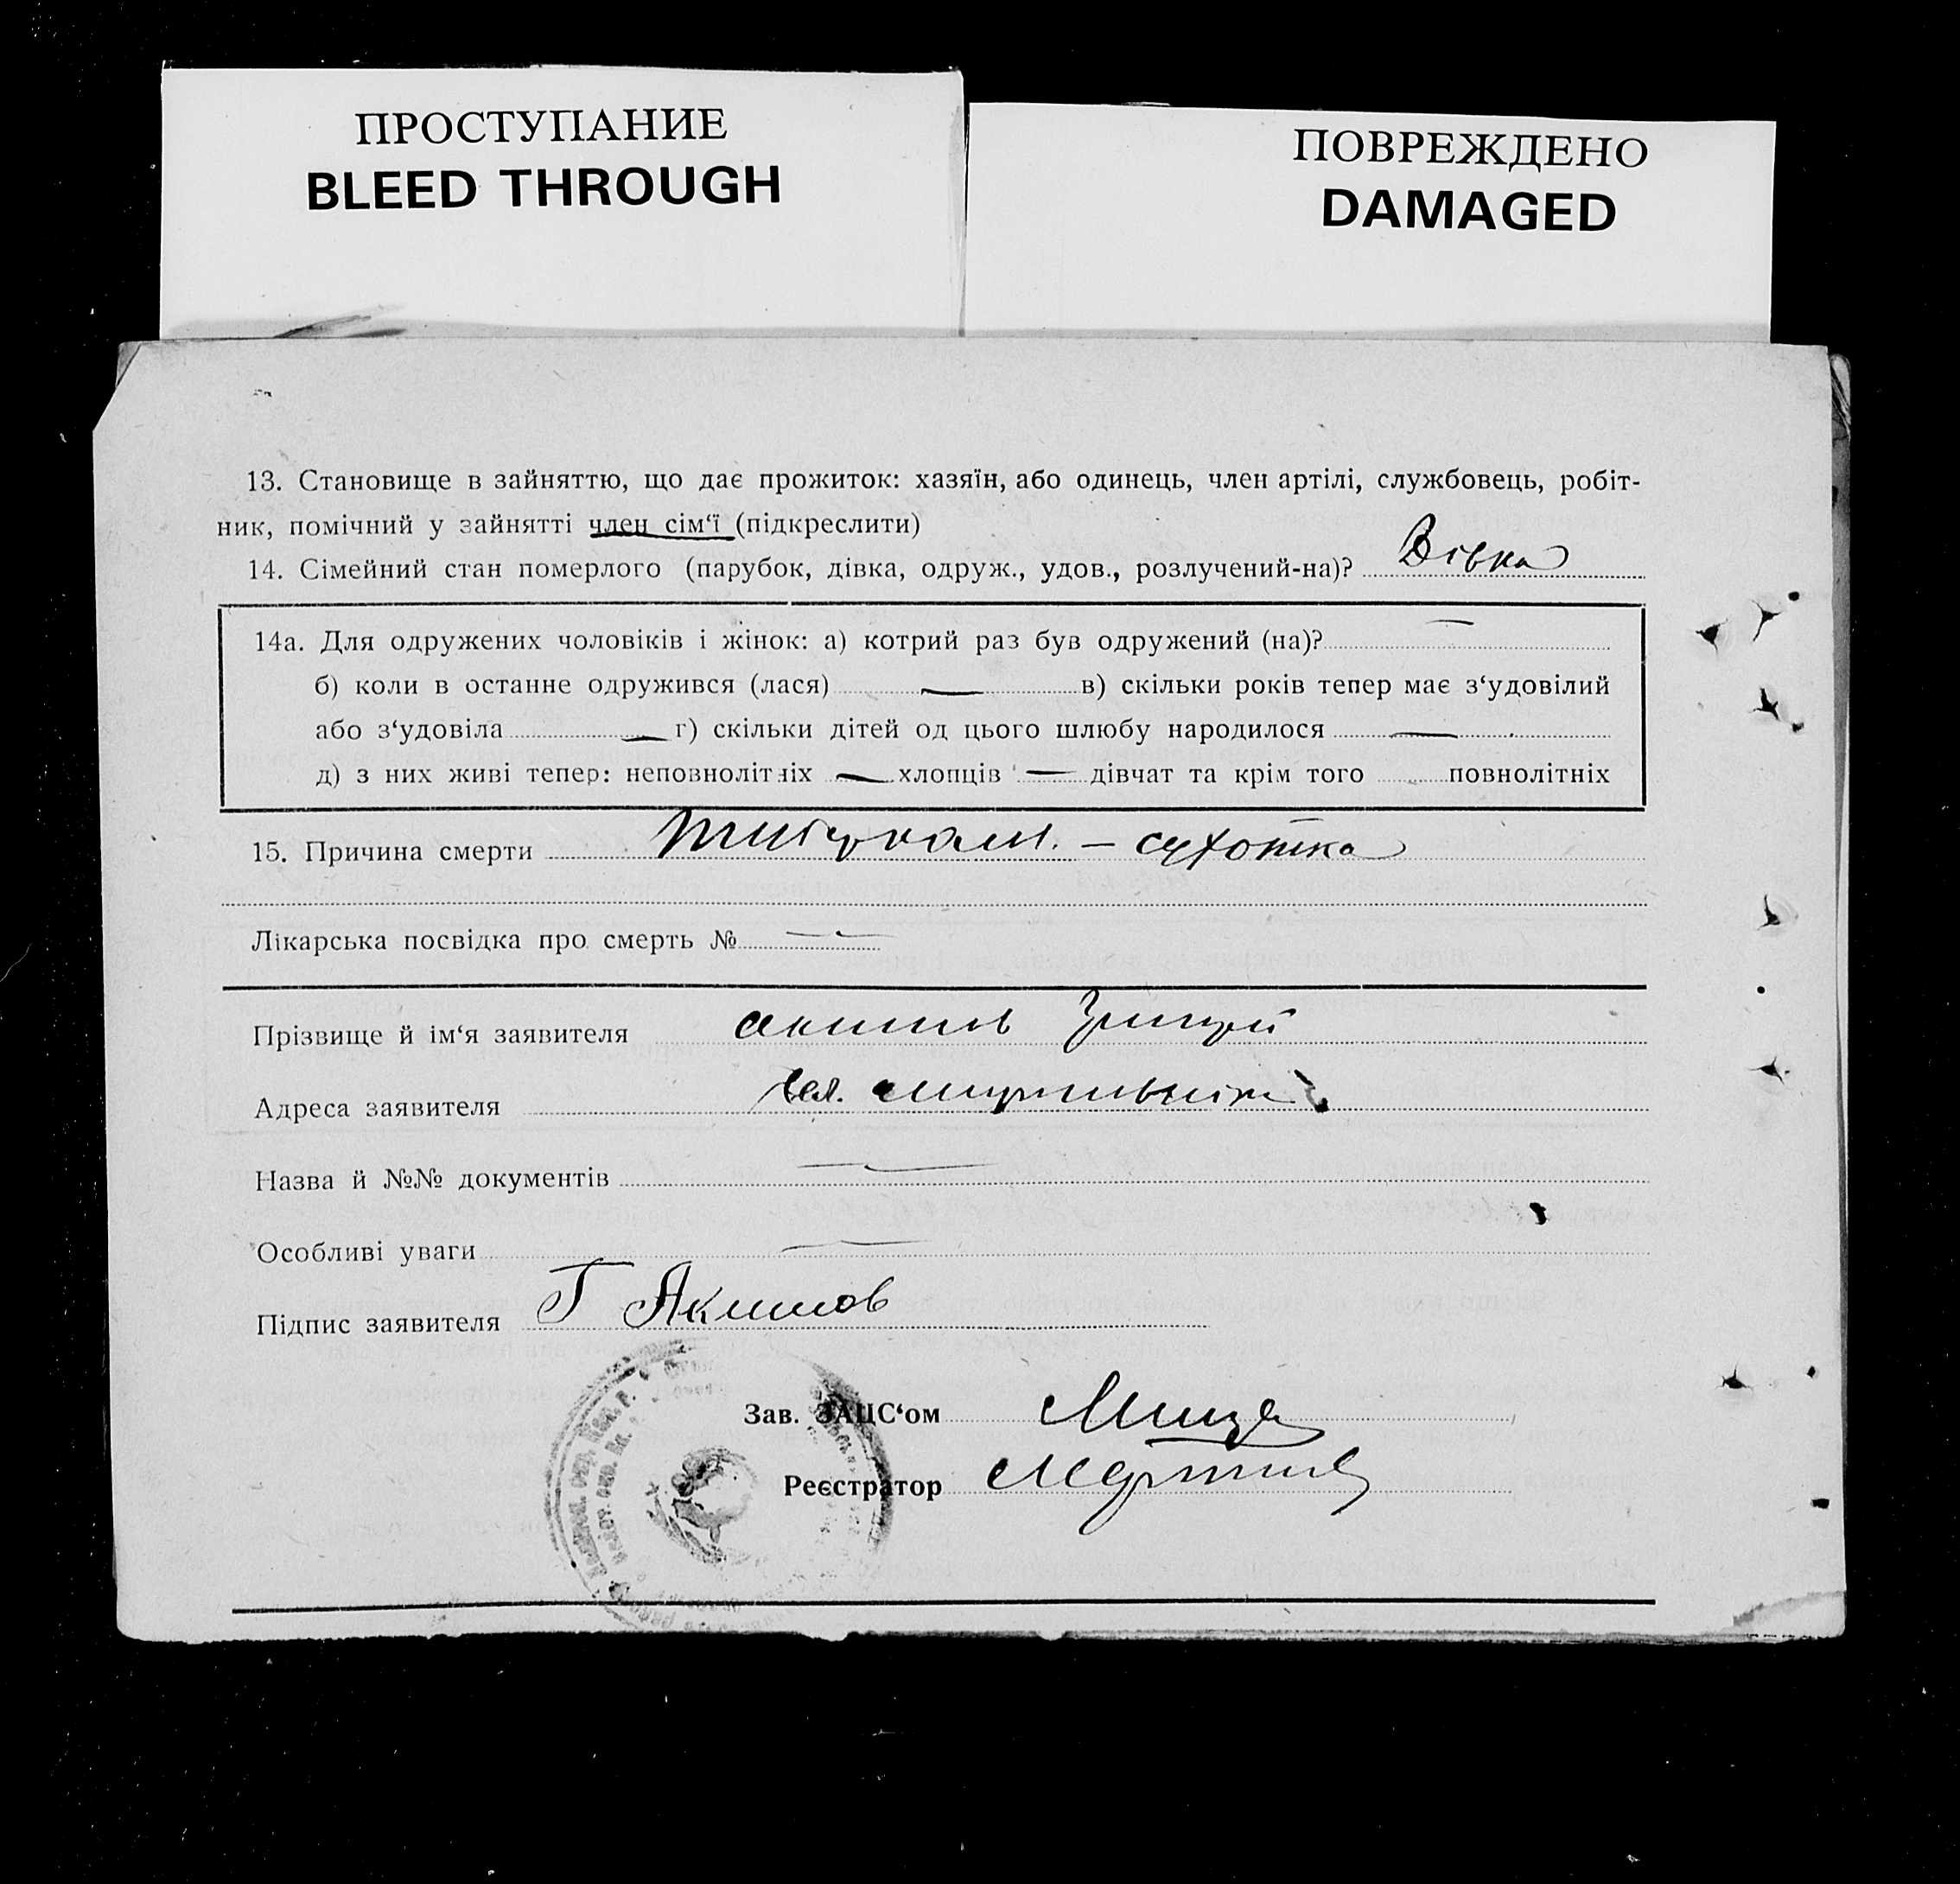 ПРОСТУПАНИЕ
BLEED THROUGH
ПОВРЕЖДЕНО
DAMAGED
13. Становище в зайняттю, що дає прожиток: хазяїн, або одинець, член артілі, службовець, робіт-
ник, помічний у зайнятті член сім‘ї (підкреслити)
14. Сімейний стан померлого (парубок, дівка, одруж., удов., розлучений-на)? Дівка
14а. Для одружених чоловіків і жінок: а) котрий раз був одружений (на)? —
б) коли в останне одружився (лася) — в) скільки років тепер має з‘удовілий
або з‘удовіла — г) скільки дітей од цього шлюбу народилося —
д) з них живі тепер: неповнолітніх — хлопців — дівчат та крім того повнолітніх
15. Причина смерти — сухотка
Лікарська посвідка про смерть № —
Прізвище й ім‘я заявителя Акимов
Адреса заявителя
Назва й №№ документів —
Особливі уваги —
Підпис заявителя Г Акимов
Зав. ЗАЦС‘ом
Реєстратор